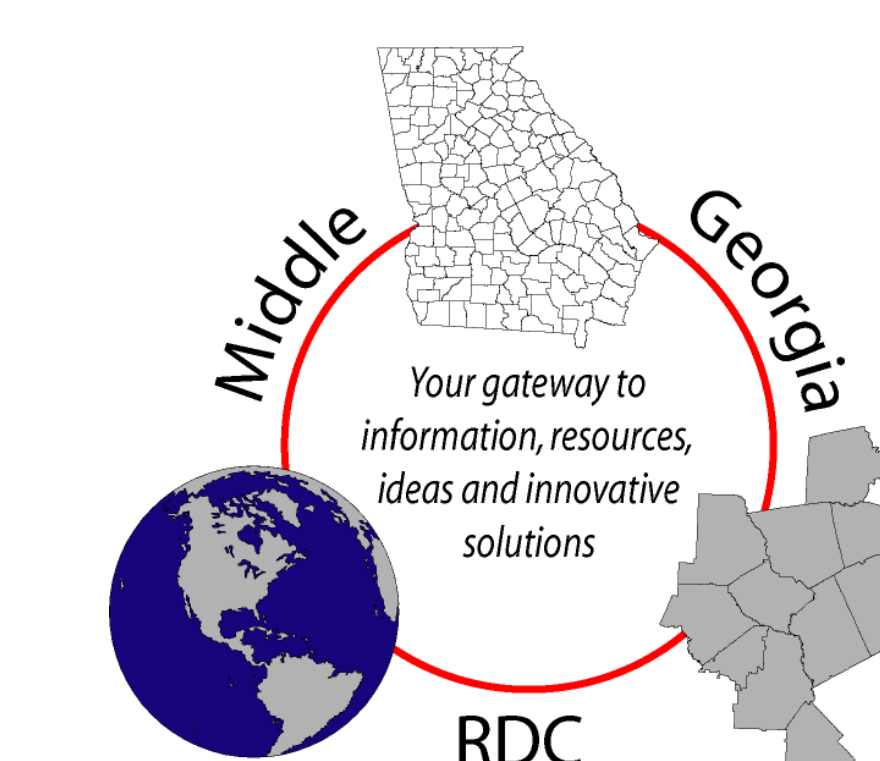 Middle
Georgia
Your gateway to
information, resources,
ideas and innovative
solutions
RDC